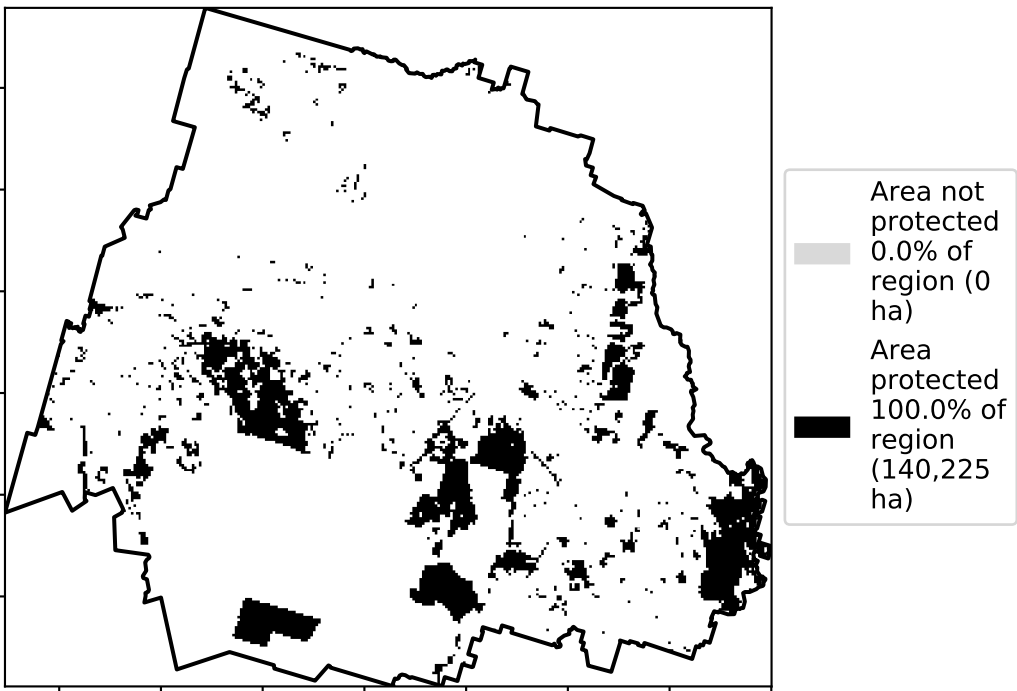 Area not
protected
0.0% of
region (0
ha)
Area
protected
100.0% of
region
(140,225
ha)